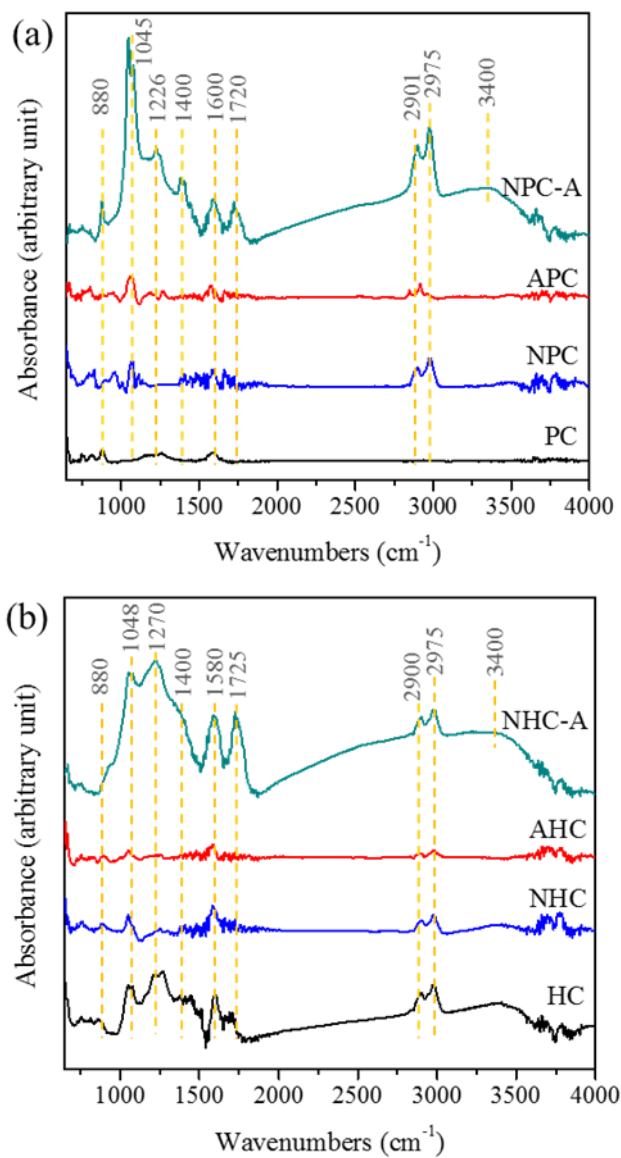 (a)
880
1045
1226
1400
1600
1720
2901
2975
3400
NPC-A
APC
NPC
PC
Absorbance (arbitrary unit)
1000 1500 2000 2500 3000 3500 4000
Wavenumbers (cm⁻¹)
(b)
880
1048
1270
1400
1580
1725
2900
2975
3400
NHC-A
AHC
NHC
HC
Absorbance (arbitrary unit)
1000 1500 2000 2500 3000 3500 4000
Wavenumbers (cm⁻¹)